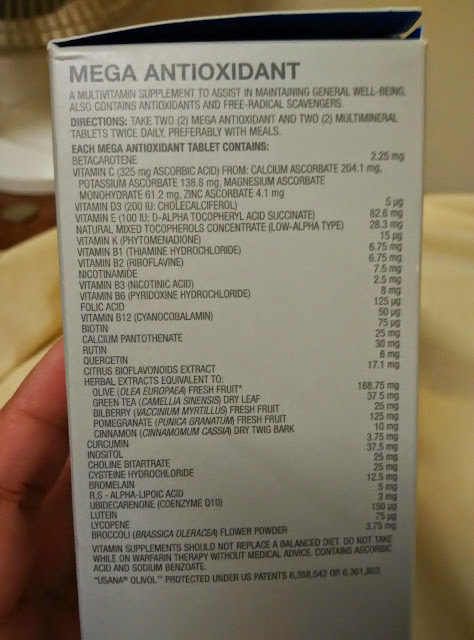 MEGA ANTIOXIDANT
A MULTIVITAMIN SUPPLEMENT TO ASSIST IN MAINTAINING GENERAL WELL-BEING.
ALSO CONTAINS ANTIOXIDANTS AND FREE-RADICAL SCAVENGERS.
DIRECTIONS: TAKE TWO (2) MEGA ANTIOXIDANT AND TWO (2) MULTIMINERAL
TABLETS TWICE DAILY, PREFERABLY WITH MEALS.
EACH MEGA ANTIOXIDANT TABLET CONTAINS:
BETACAROTENE 2.25 mg
VITAMIN C (325 mg ASCORBIC ACID) FROM: CALCIUM ASCORBATE 204.1 mg,
POTASSIUM ASCORBATE 138.8 mg, MAGNESIUM ASCORBATE
MONOHYDRATE 61.2 mg, ZINC ASCORBATE 4.1 mg
VITAMIN D3 (200 IU: CHOLECALCIFEROL) 5 µg
VITAMIN E (100 IU: D-ALPHA TOCOPHERYL ACID SUCCINATE) 82.6 mg
NATURAL MIXED TOCOPHEROLS CONCENTRATE (LOW-ALPHA TYPE) 28.3 mg
VITAMIN K (PHYTOMENADIONE) 15 µg
VITAMIN B1 (THIAMINE HYDROCHLORIDE) 6.75 mg
VITAMIN B2 (RIBOFLAVINE) 6.75 mg
NICOTINAMIDE 7.5 mg
VITAMIN B3 (NICOTINIC ACID) 2.5 mg
VITAMIN B6 (PYRIDOXINE HYDROCHLORIDE) 8 mg
FOLIC ACID 125 µg
VITAMIN B12 (CYANOCOBALAMIN) 50 µg
BIOTIN 75 µg
CALCIUM PANTOTHENATE 25 mg
RUTIN 30 mg
QUERCETIN 6 mg
CITRUS BIOFLAVONOIDS EXTRACT 17.1 mg
HERBAL EXTRACTS EQUIVALENT TO:
OLIVE (OLEA EUROPAEA) FRESH FRUIT* 168.75 mg
GREEN TEA (CAMELLIA SINENSIS) DRY LEAF 37.5 mg
BILBERRY (VACCINIUM MYRTILLUS) FRESH FRUIT 25 mg
POMEGRANATE (PUNICA GRANATUM) FRESH FRUIT 125 mg
CINNAMON (CINNAMOMUM CASSIA) DRY TWIG BARK 10 mg
CURCUMIN 3.75 mg
INOSITOL 37.5 mg
CHOLINE BITARTRATE 25 mg
CYSTEINE HYDROCHLORIDE 25 mg
BROMELAIN 12.5 mg
R,S - ALPHA-LIPOIC ACID 5 mg
UBIDECARENONE (COENZYME Q10) 3 mg
LUTEIN 150 µg
LYCOPENE 75 µg
BROCCOLI (BRASSICA OLERACEA) FLOWER POWDER 3.75 mg
VITAMIN SUPPLEMENTS SHOULD NOT REPLACE A BALANCED DIET. DO NOT TAKE
WHILE ON WARFARIN THERAPY WITHOUT MEDICAL ADVICE. CONTAINS ASCORBIC
ACID AND SODIUM BENZOATE.
*USANA® OLIVOL™ PROTECTED UNDER US PATENTS 6,358,542 OR 6,361,803.